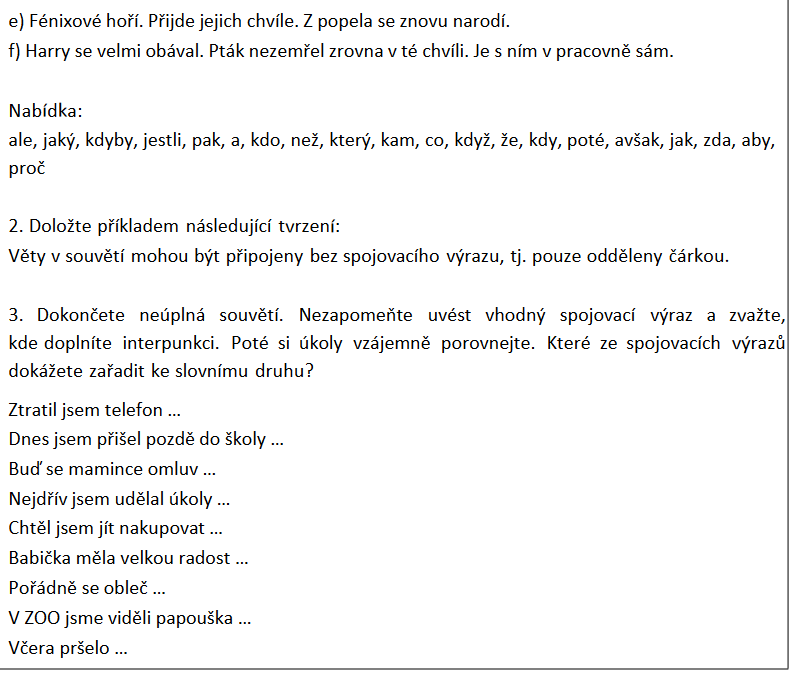 e) Fénixové hoří. Přijde jejich chvíle. Z popela se znovu narodí.
f) Harry se velmi obával. Pták nezemřel zrovna v té chvíli. Je s ním v pracovně sám.
Nabídka:
ale, jaký, kdyby, jestli, pak, a, kdo, než, který, kam, co, když, že, kdy, poté, avšak, jak, zda, aby,
proč
2. Doložte příkladem následující tvrzení:
Věty v souvětí mohou být připojeny bez spojovacího výrazu, tj. pouze odděleny čárkou.
3. Dokončete neúplná souvětí. Nezapomeňte uvést vhodný spojovací výraz a zvažte,
kde doplníte interpunkci. Poté si úkoly vzájemně porovnejte. Které ze spojovacích výrazů
dokážete zařadit ke slovnímu druhu?
Ztratil jsem telefon ...
Dnes jsem přišel pozdě do školy ...
Buď se mamince omluv ...
Nejdřív jsem udělal úkoly ...
Chtěl jsem jít nakupovat ...
Babička měla velkou radost ...
Pořádně se obleč ...
V ZOO jsme viděli papouška ...
Včera pršelo ...